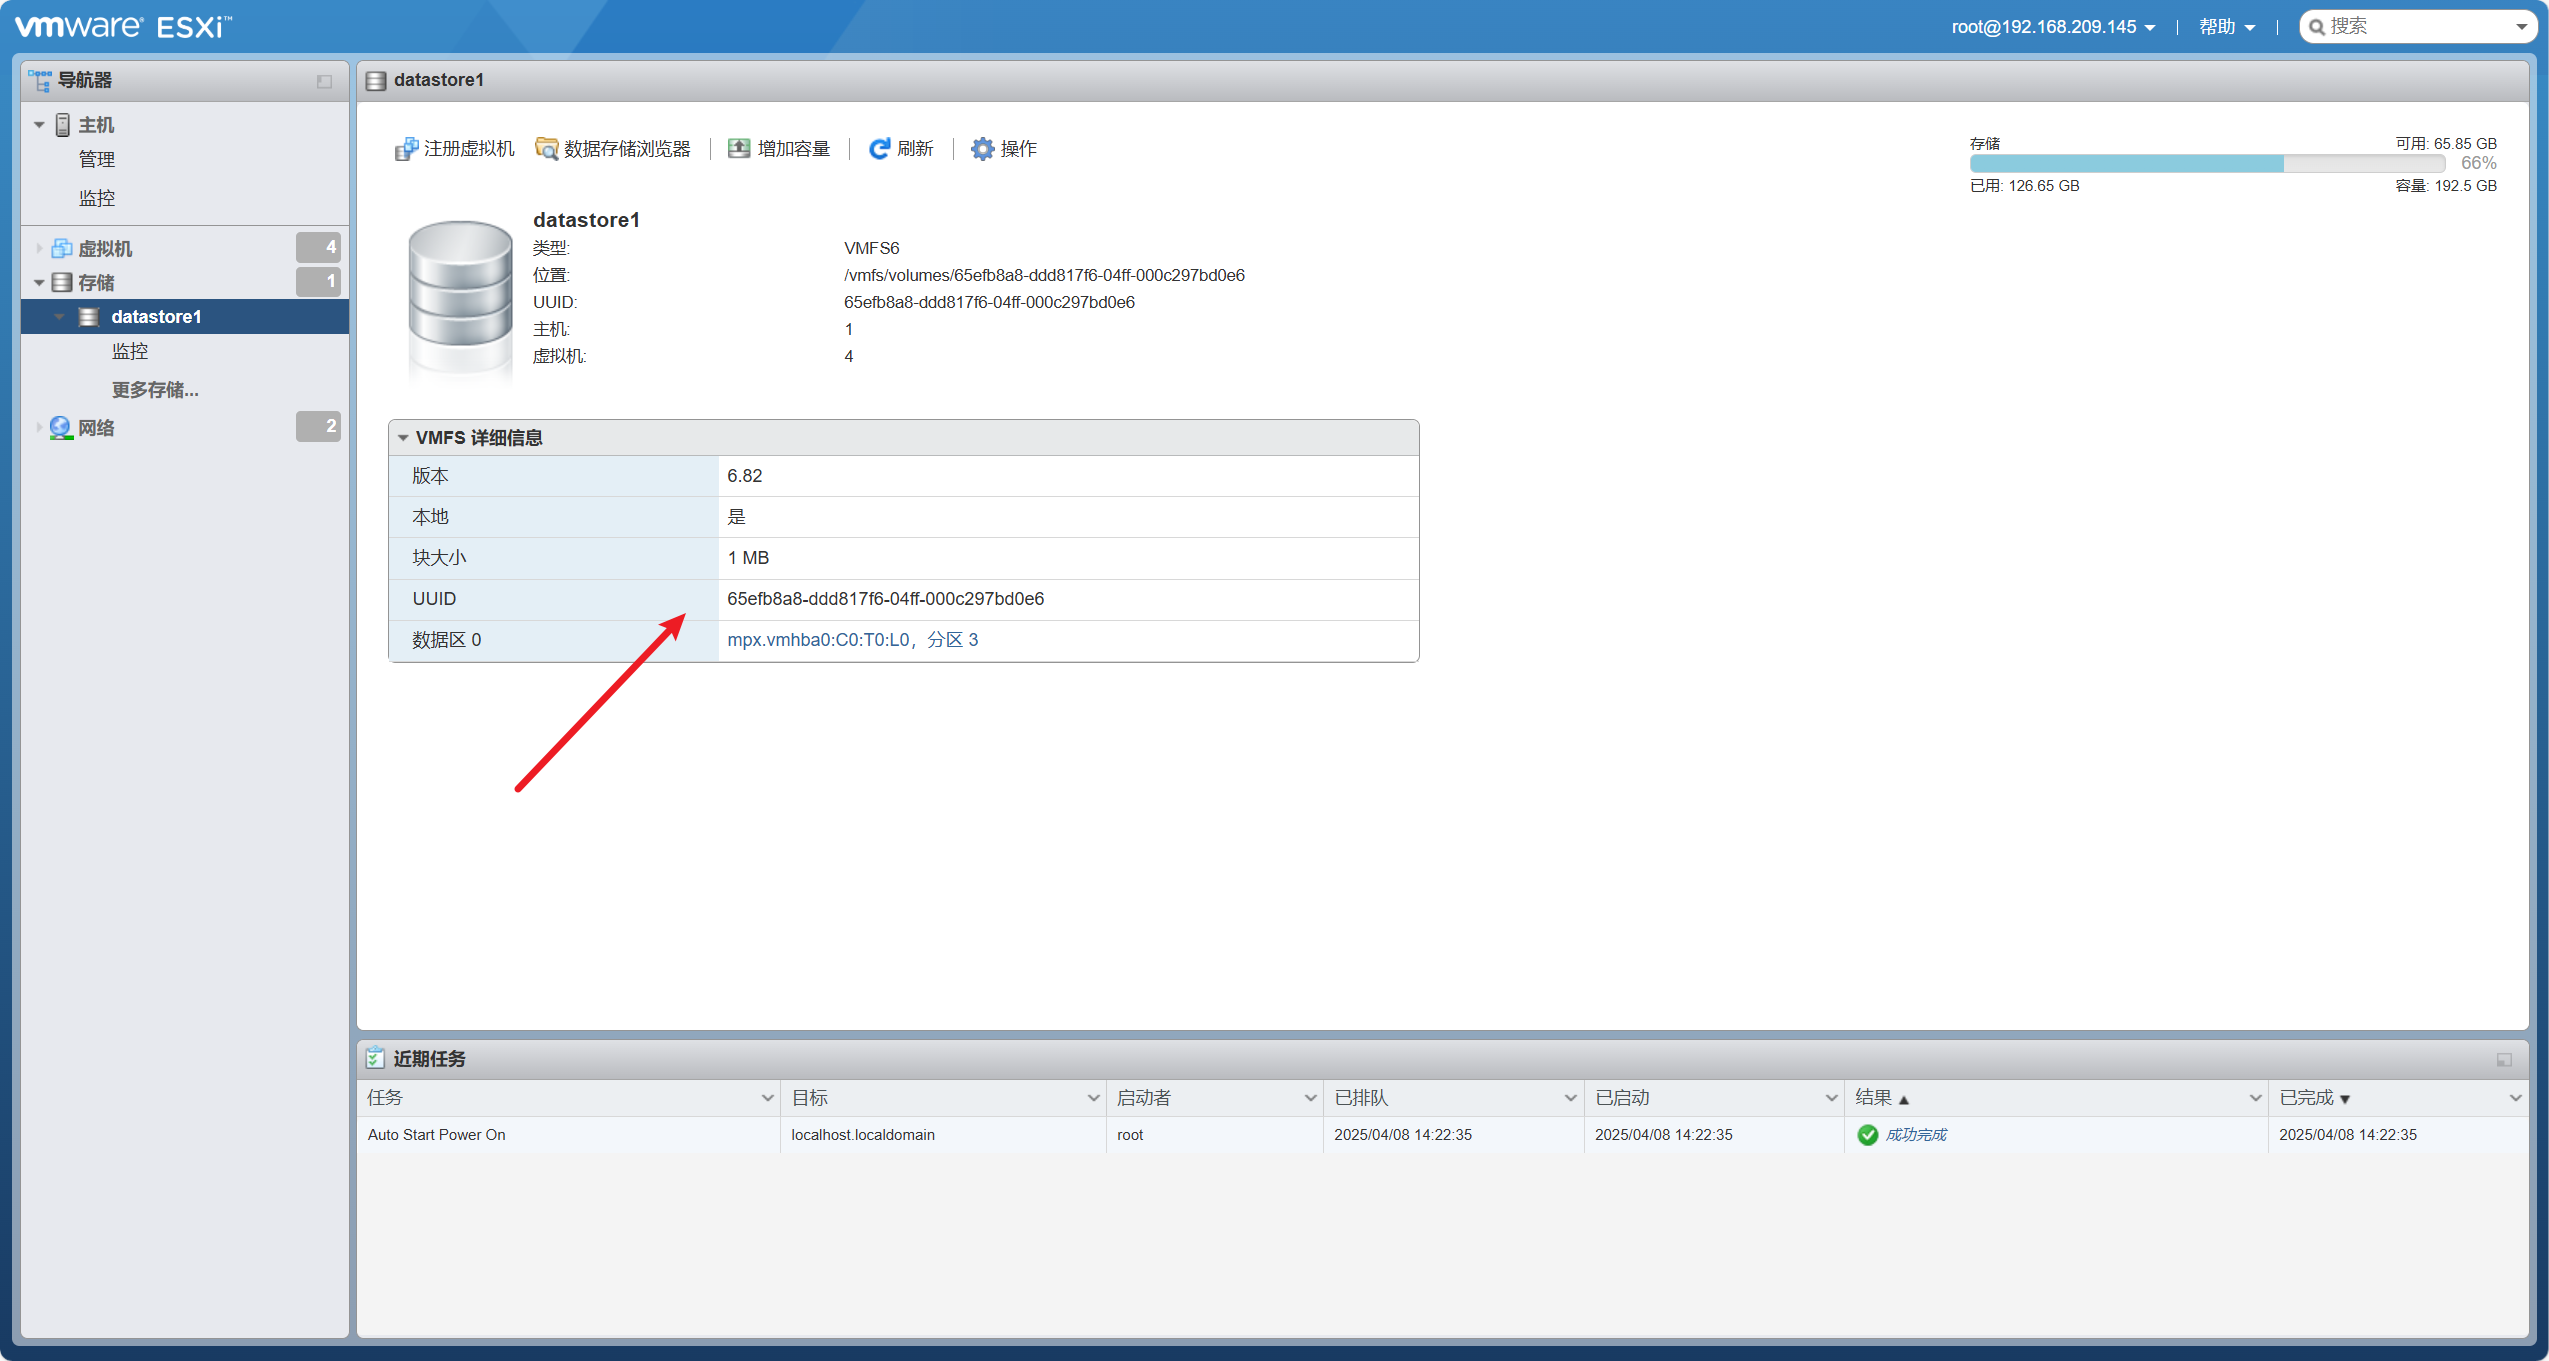 vmware ESXi™
root@192.168.209.145
帮助
搜索
导航器
主机
管理
监控
虚拟机 4
存储 1
datastore1
监控
更多存储...
网络 2
datastore1
注册虚拟机 数据存储浏览器 增加容量 刷新 操作
存储 可用: 65.85 GB
66%
已用: 126.65 GB 容量: 192.5 GB
datastore1
类型: VMFS6
位置: /vmfs/volumes/65efb8a8-ddd817f6-04ff-000c297bd0e6
UUID: 65efb8a8-ddd817f6-04ff-000c297bd0e6
主机: 1
虚拟机: 4
VMFS 详细信息
版本 6.82
本地 是
块大小 1 MB
UUID 65efb8a8-ddd817f6-04ff-000c297bd0e6
数据区 0 mpx.vmhba0:C0:T0:L0，分区 3
近期任务
任务 目标 启动者 已排队 已启动 结果 ▲ 已完成 ▼
Auto Start Power On localhost.localdomain root 2025/04/08 14:22:35 2025/04/08 14:22:35 成功完成 2025/04/08 14:22:35